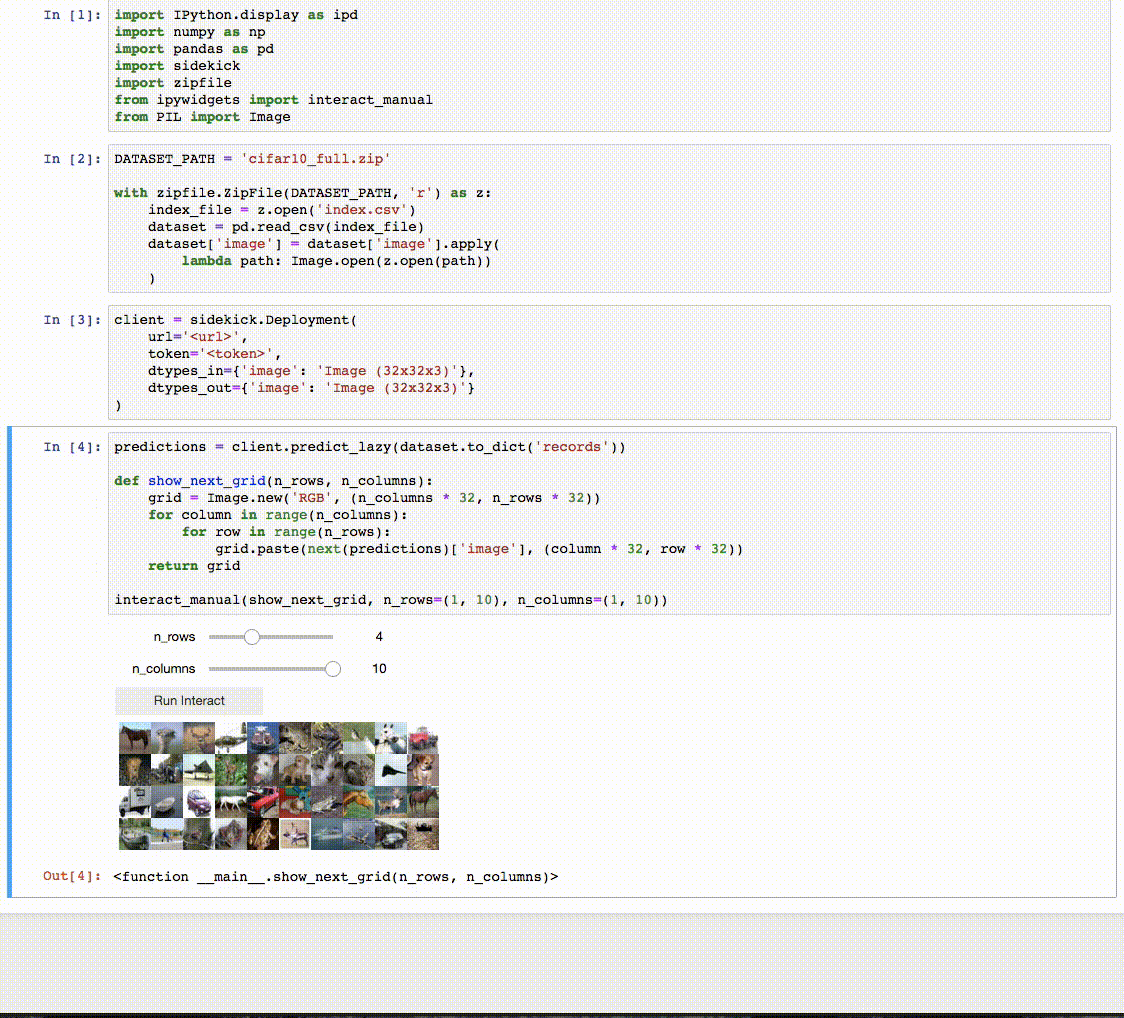 In [1]: import IPython.display as ipd
import numpy as np
import pandas as pd
import sidekick
import zipfile
from ipywidgets import interact_manual
from PIL import Image
In [2]: DATASET_PATH = 'cifar10_full.zip'
with zipfile.ZipFile(DATASET_PATH, 'r') as z:
    index_file = z.open('index.csv')
    dataset = pd.read_csv(index_file)
    dataset['image'] = dataset['image'].apply(
        lambda path: Image.open(z.open(path))
    )
In [3]: client = sidekick.Deployment(
    url='<url>',
    token='<token>',
    dtypes_in={'image': 'Image (32x32x3)'},
    dtypes_out={'image': 'Image (32x32x3)'}
)
In [4]: predictions = client.predict_lazy(dataset.to_dict('records'))
def show_next_grid(n_rows, n_columns):
    grid = Image.new('RGB', (n_columns * 32, n_rows * 32))
    for column in range(n_columns):
        for row in range(n_rows):
            grid.paste(next(predictions)['image'], (column * 32, row * 32))
    return grid
interact_manual(show_next_grid, n_rows=(1, 10), n_columns=(1, 10))
n_rows 4
n_columns 10
Run Interact
Out[4]: <function __main__.show_next_grid(n_rows, n_columns)>